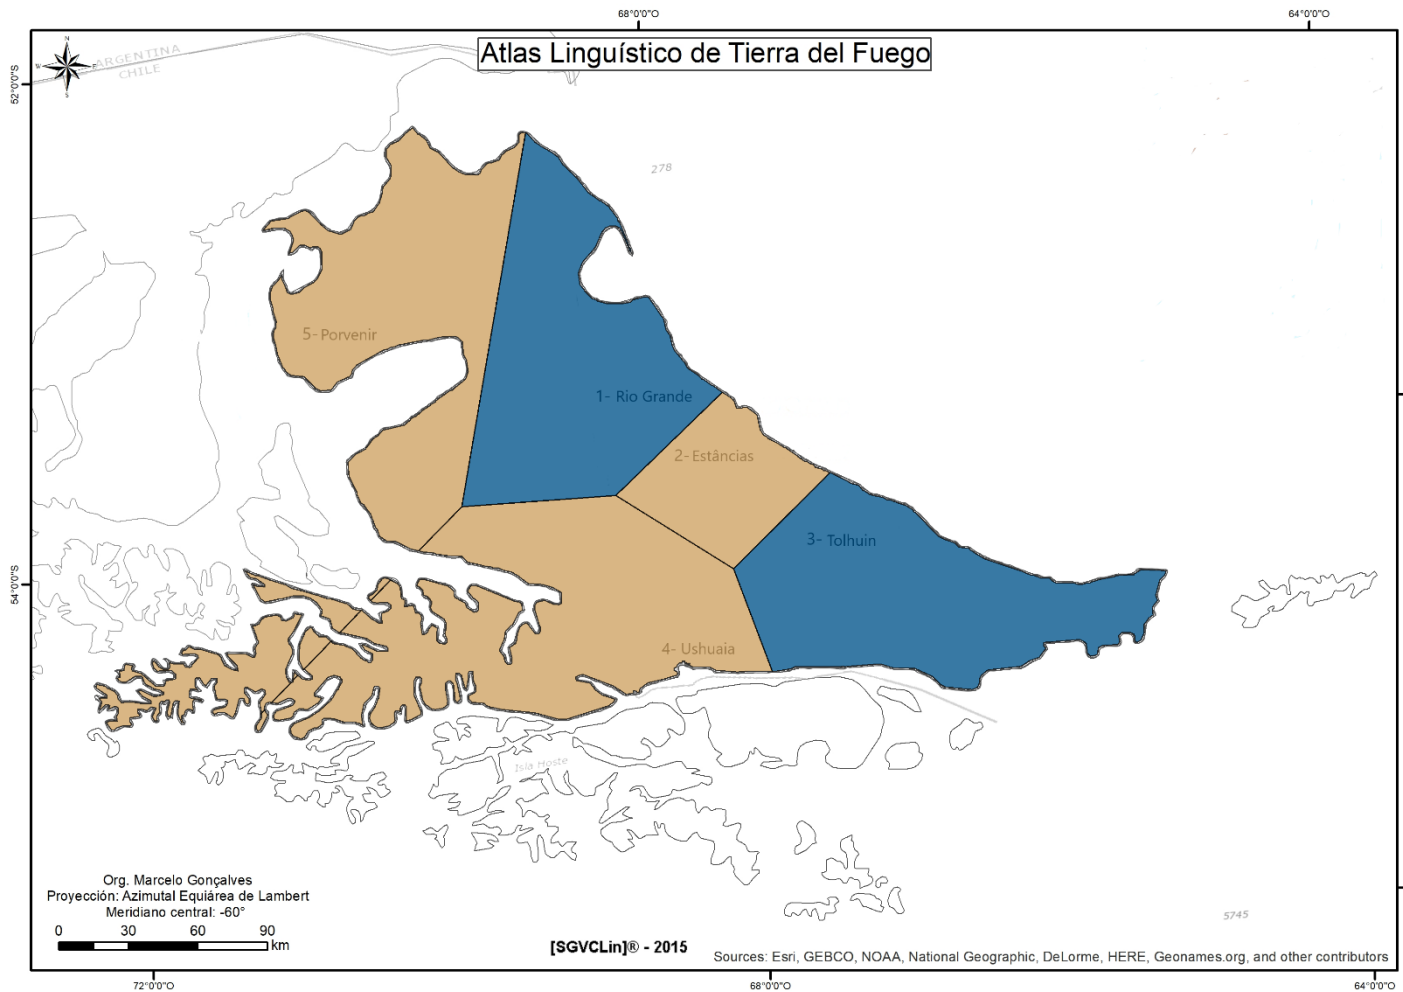 68°0'0"O
64°0'0"O
Atlas Linguístico de Tierra del Fuego
N
W
E
S
ARGENTINA
CHILE
52°0'0"S
278
5- Porvenir
1- Rio Grande
2- Estâncias
3- Tolhuin
54°0'0"S
4- Ushuaia
Isla Hoste
Org. Marcelo Gonçalves
Proyección: Azimutal Equiárea de Lambert
Meridiano central: -60°
0 30 60 90
km
5745
[SGVCLin]® - 2015
Sources: Esri, GEBCO, NOAA, National Geographic, DeLorme, HERE, Geonames.org, and other contributors
72°0'0"O
68°0'0"O
64°0'0"O